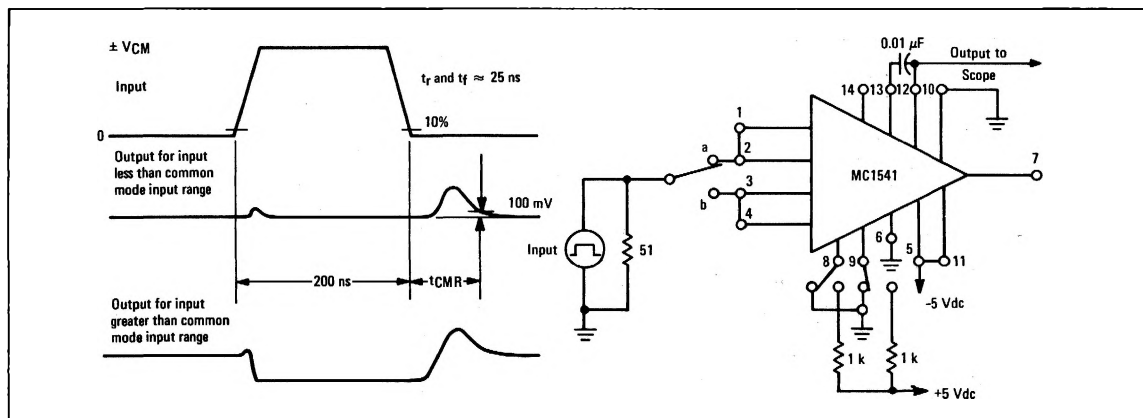 ± VCM
Input
tr and tf ≈ 25 ns
0
10%
Output for input
less than common
mode input range
100 mV
200 ns
tCMR
Output for input
greater than common
mode input range
0.01 μF
Output to
Scope
14
13
12
10
1
a
2
3
b
4
MC1541
7
Input
51
6
8
9
5
11
-5 Vdc
1 k
1 k
+5 Vdc